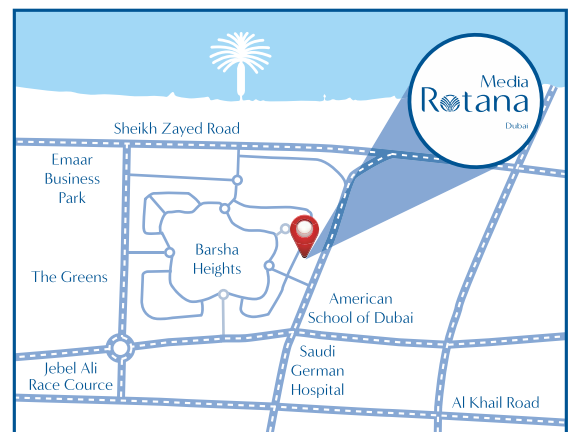 Media
Rotana
Dubai
Sheikh Zayed Road
Emaar
Business
Park
Barsha
Heights
The Greens
American
School of Dubai
Saudi
German
Hospital
Jebel Ali
Race Cource
Al Khail Road